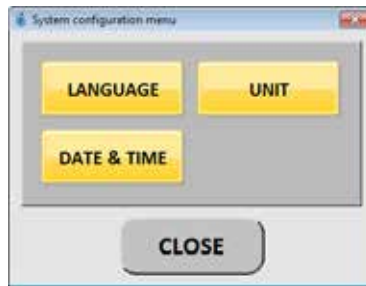 System configuration menu
LANGUAGE
UNIT
DATE & TIME
CLOSE